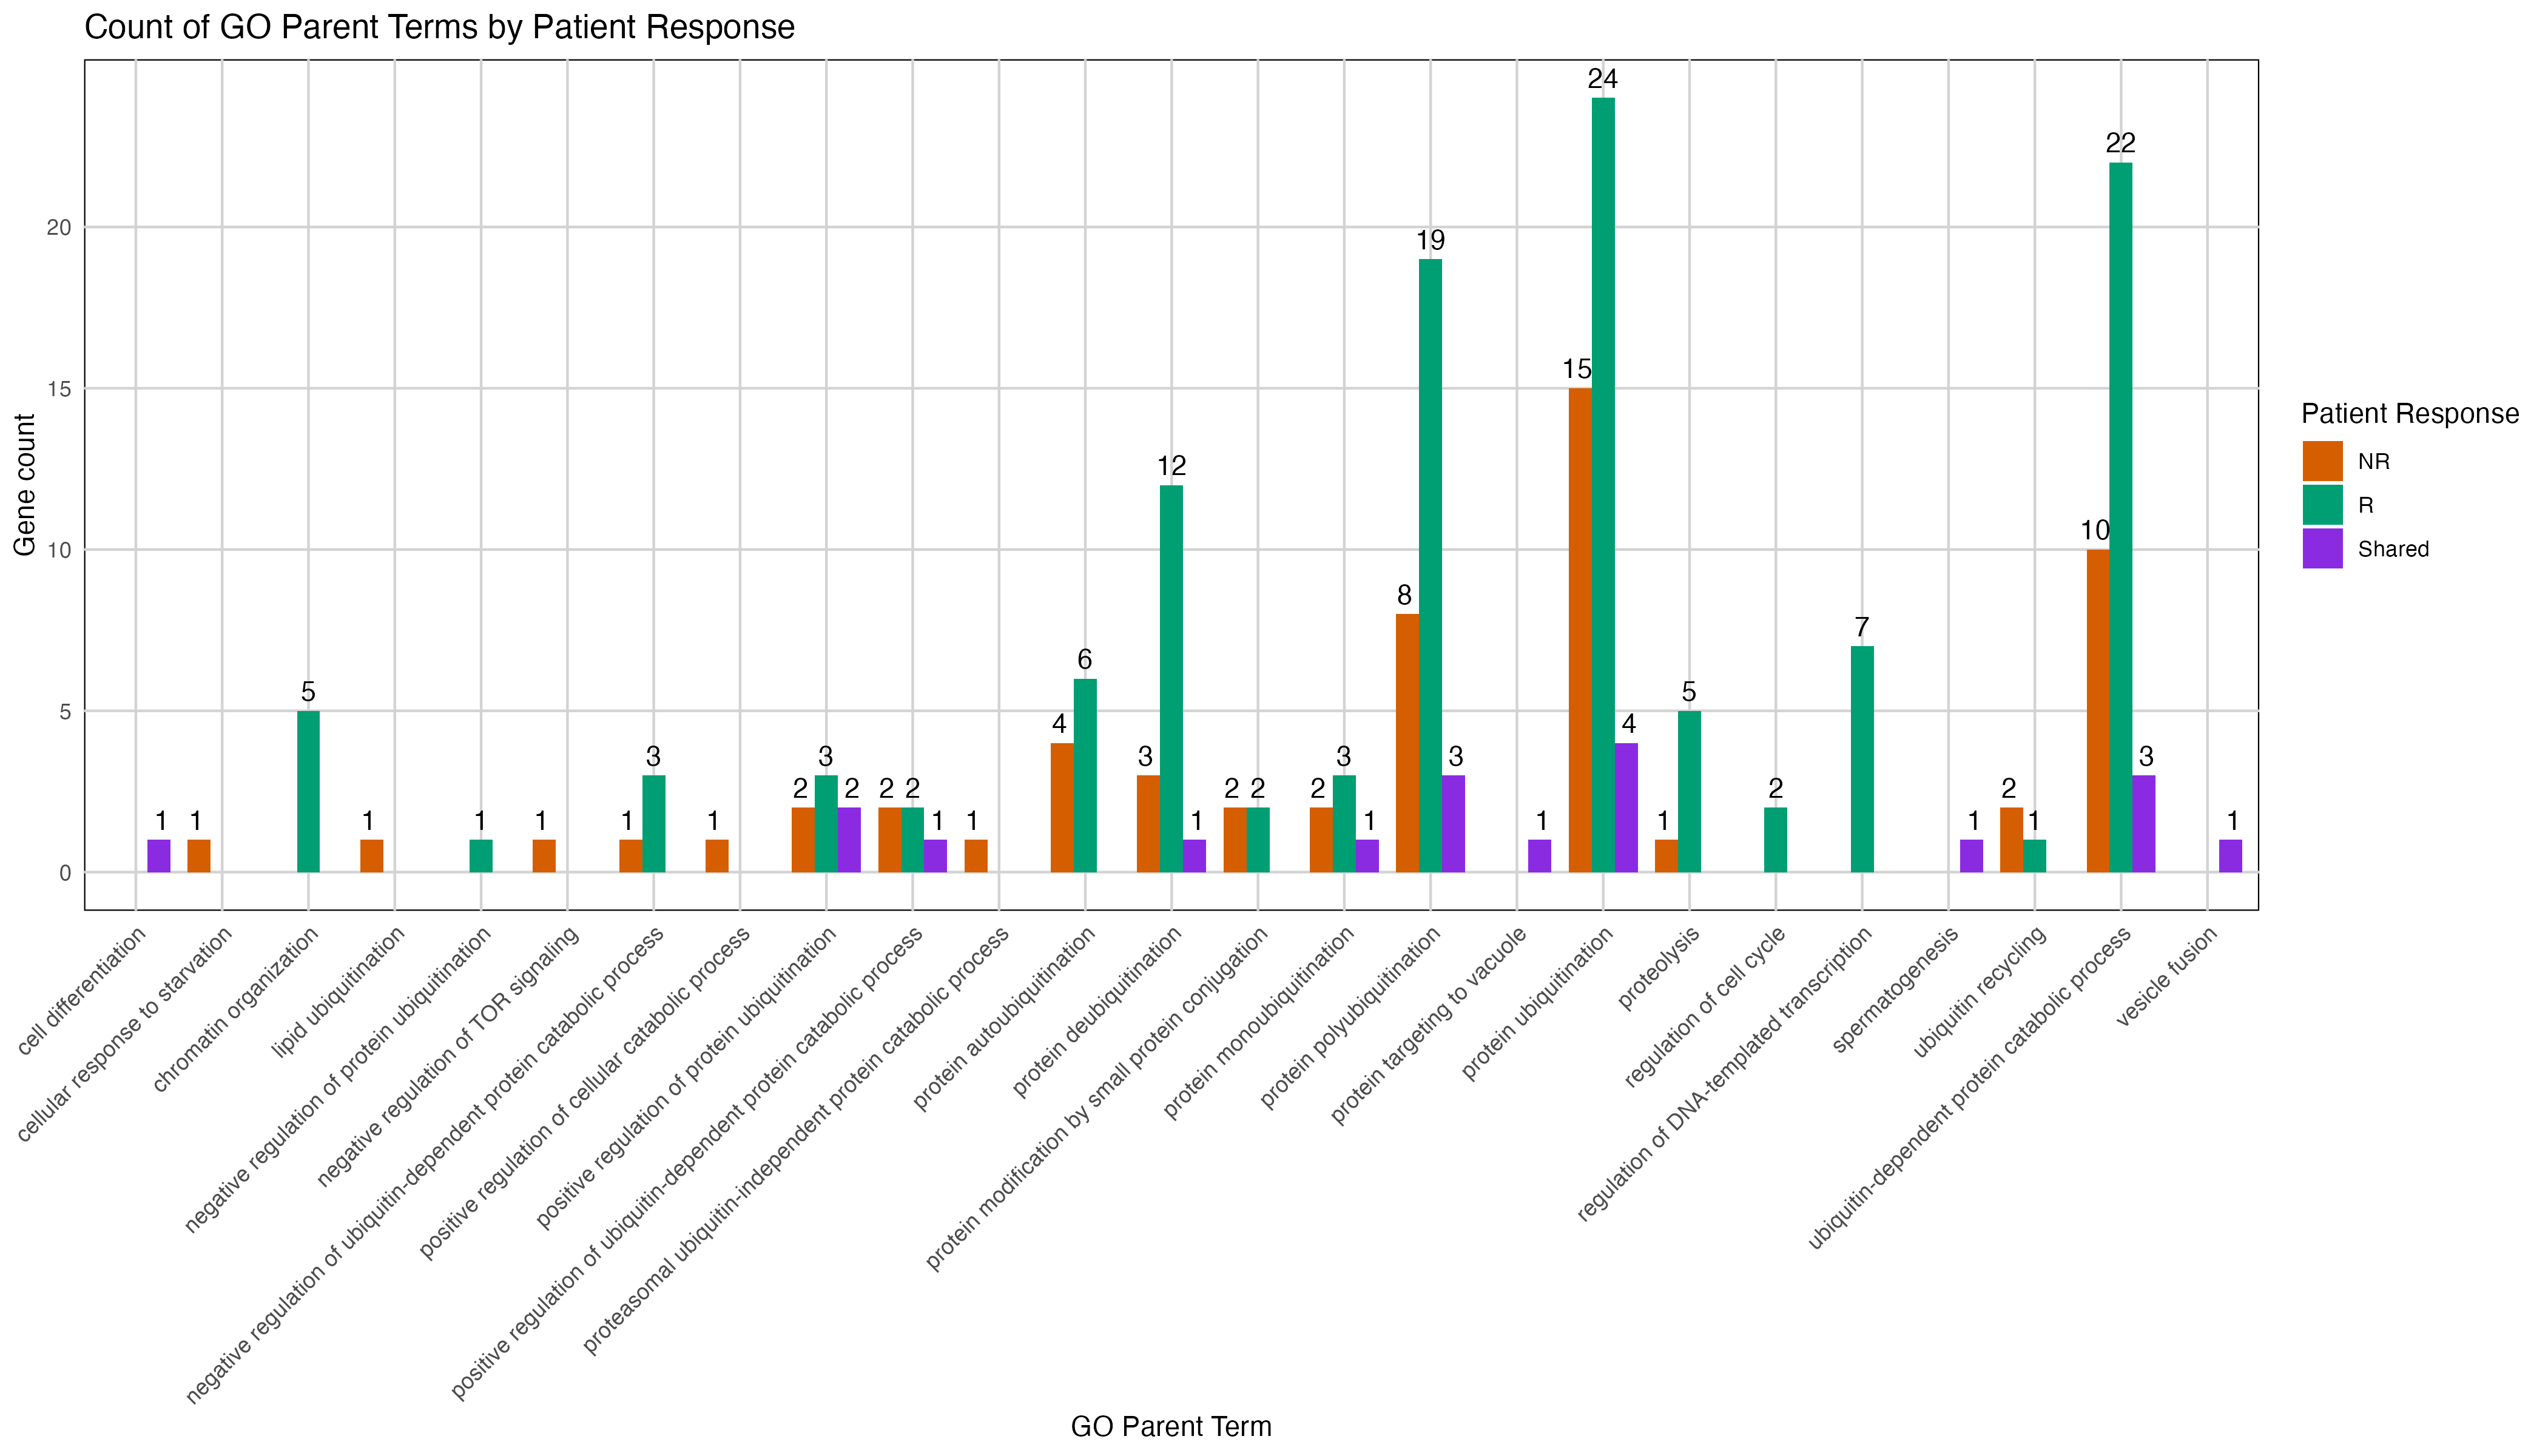 Count of GO Parent Terms by Patient Response
Gene count
20
15
10
5
0
1
1
5
1
1
1
1
3
1
2
3
2
2
2
1
1
4
6
3
12
1
2
2
2
3
1
8
19
3
1
15
24
4
1
5
2
7
1
2
1
10
22
3
1
cell differentiation
cellular response to starvation
chromatin organization
lipid ubiquitination
negative regulation of protein ubiquitination
negative regulation of TOR signaling
negative regulation of ubiquitin-dependent protein catabolic process
positive regulation of cellular catabolic process
positive regulation of protein ubiquitination
positive regulation of ubiquitin-dependent protein catabolic process
proteasomal ubiquitin-independent protein catabolic process
protein autoubiquitination
protein deubiquitination
protein modification by small protein conjugation
protein monoubiquitination
protein polyubiquitination
protein targeting to vacuole
protein ubiquitination
proteolysis
regulation of cell cycle
regulation of DNA-templated transcription
spermatogenesis
ubiquitin recycling
ubiquitin-dependent protein catabolic process
vesicle fusion
GO Parent Term
Patient Response
NR
R
Shared